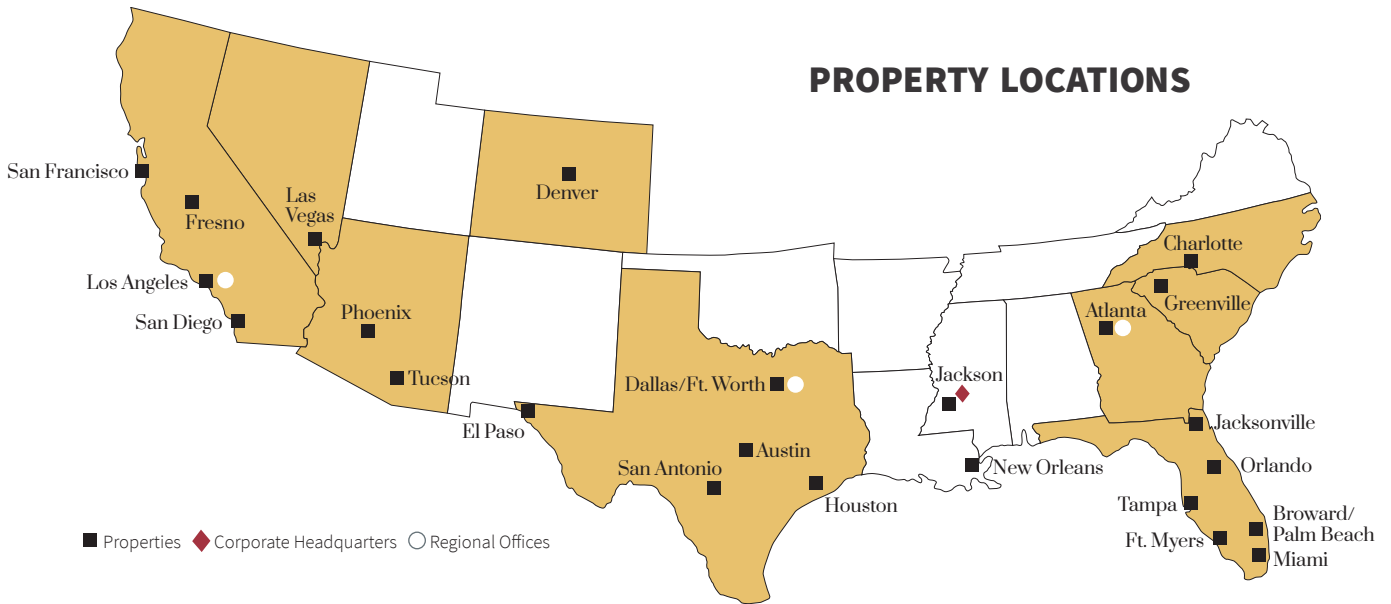 PROPERTY LOCATIONS
San Francisco
Fresno
Las
Vegas
Denver
Los Angeles
San Diego
Phoenix
Tucson
El Paso
Dallas/Ft. Worth
Austin
San Antonio
Houston
Jackson
New Orleans
Charlotte
Greenville
Atlanta
Jacksonville
Orlando
Tampa
Broward/
Palm Beach
Ft. Myers
Miami
Properties
Corporate Headquarters
Regional Offices